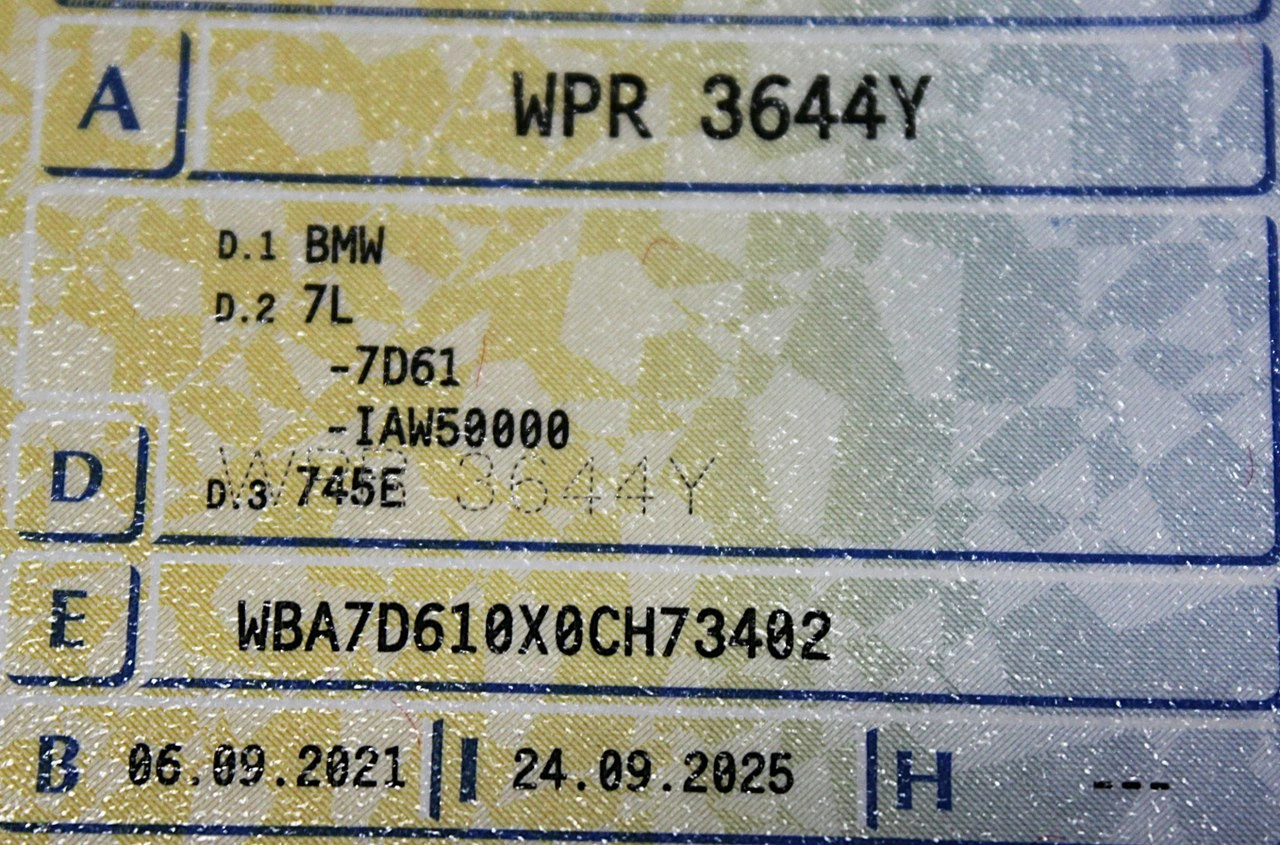 A WPR 3644Y
D.1 BMW
D.2 7L
-7D61
-IAW50000
WPR 3644Y
D D.3 745E
E WBA7D610X0CH73402
B 06.09.2021 I 24.09.2025 H ---